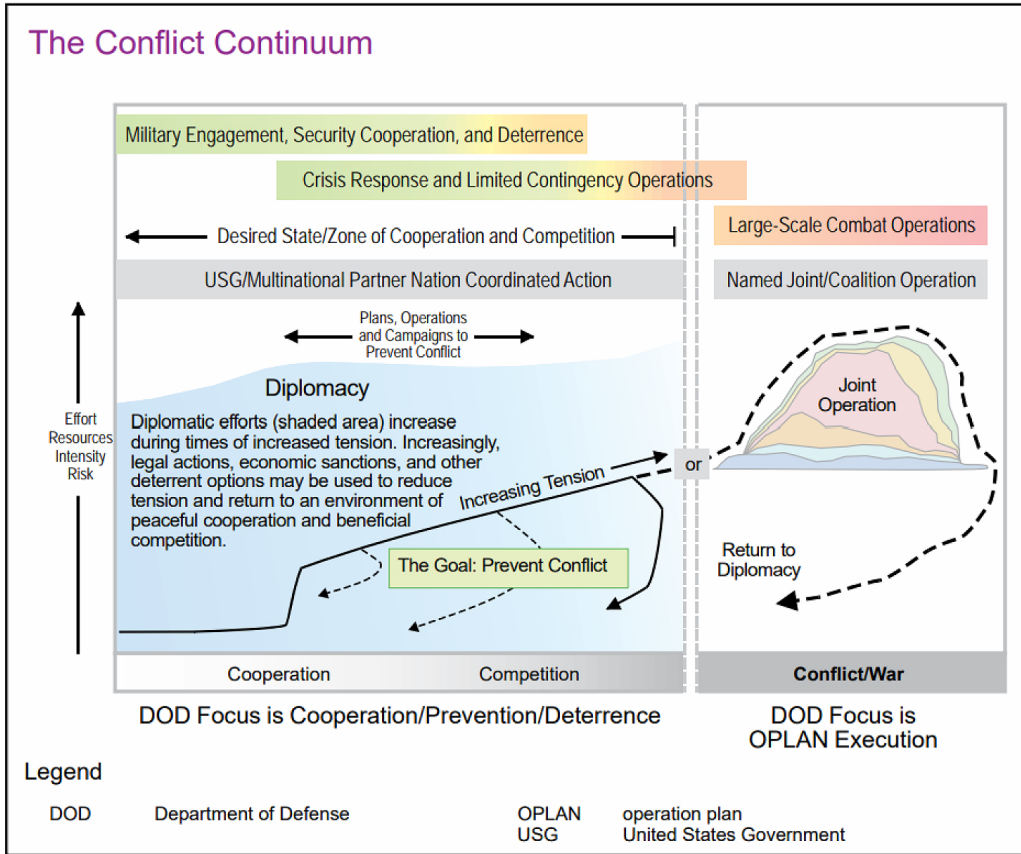 The Conflict Continuum
Military Engagement, Security Cooperation, and Deterrence
Crisis Response and Limited Contingency Operations
Desired State/Zone of Cooperation and Competition
Large-Scale Combat Operations
USG/Multinational Partner Nation Coordinated Action
Named Joint/Coalition Operation
Plans, Operations
and Campaigns to
Prevent Conflict
Effort
Resources
Intensity
Risk
Diplomacy
Diplomatic efforts (shaded area) increase
during times of increased tension. Increasingly,
legal actions, economic sanctions, and other
deterrent options may be used to reduce
tension and return to an environment of
peaceful cooperation and beneficial
competition.
Increasing Tension
or
Joint
Operation
The Goal: Prevent Conflict
Return to
Diplomacy
Cooperation
Competition
Conflict/War
DOD Focus is Cooperation/Prevention/Deterrence
DOD Focus is
OPLAN Execution
Legend
DOD Department of Defense
OPLAN operation plan
USG United States Government